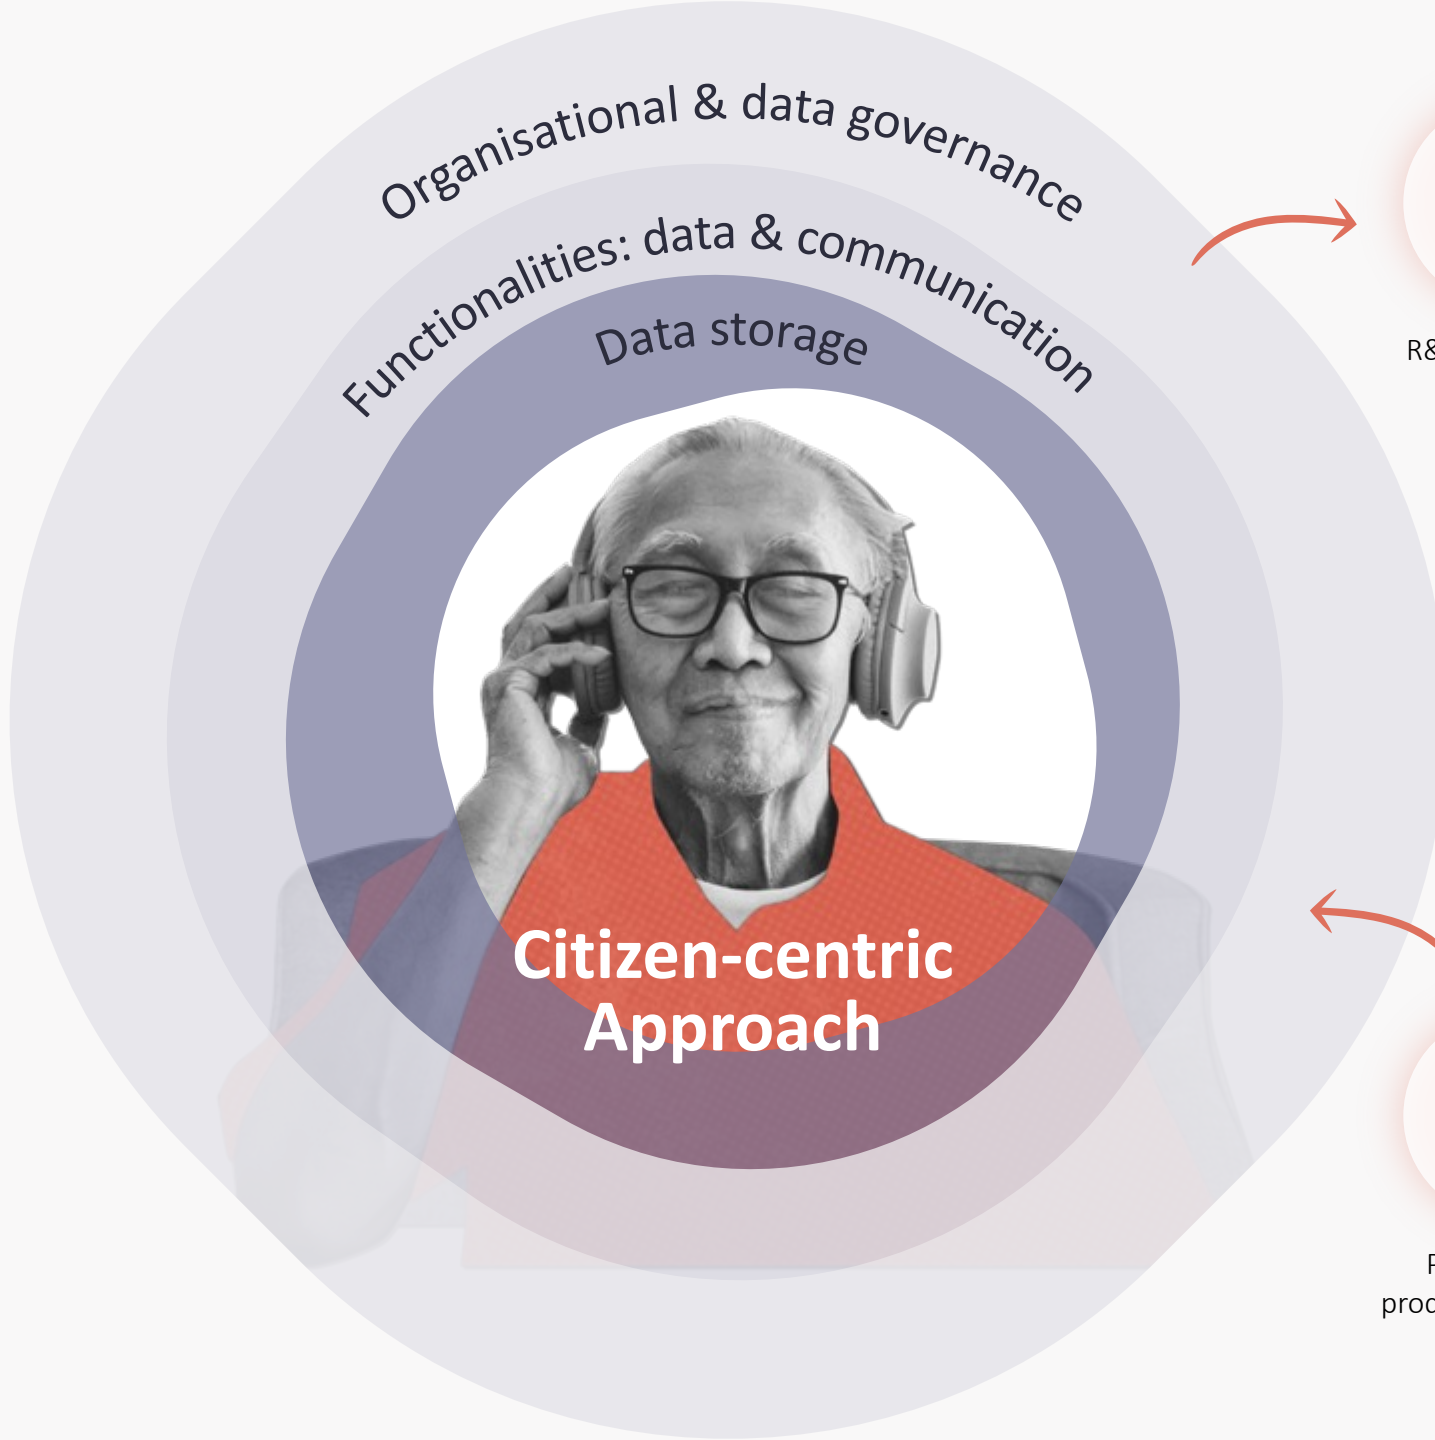 Organisational & data governance
Functionalities: data & communication
Data storage
Citizen-centric
Approach